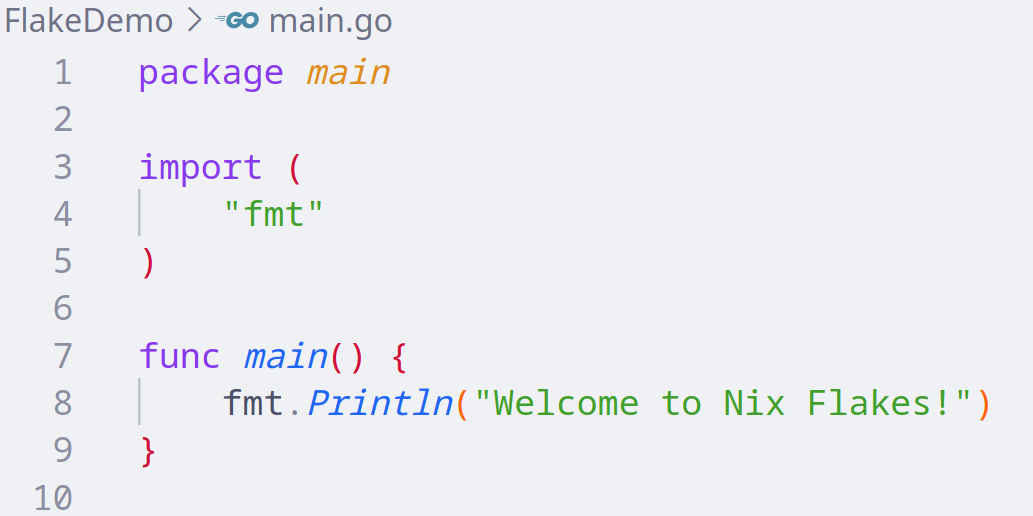 FlakeDemo > GO main.go
1 package main
2
3 import (
4     "fmt"
5 )
6
7 func main() {
8     fmt.Println("Welcome to Nix Flakes!")
9 }
10